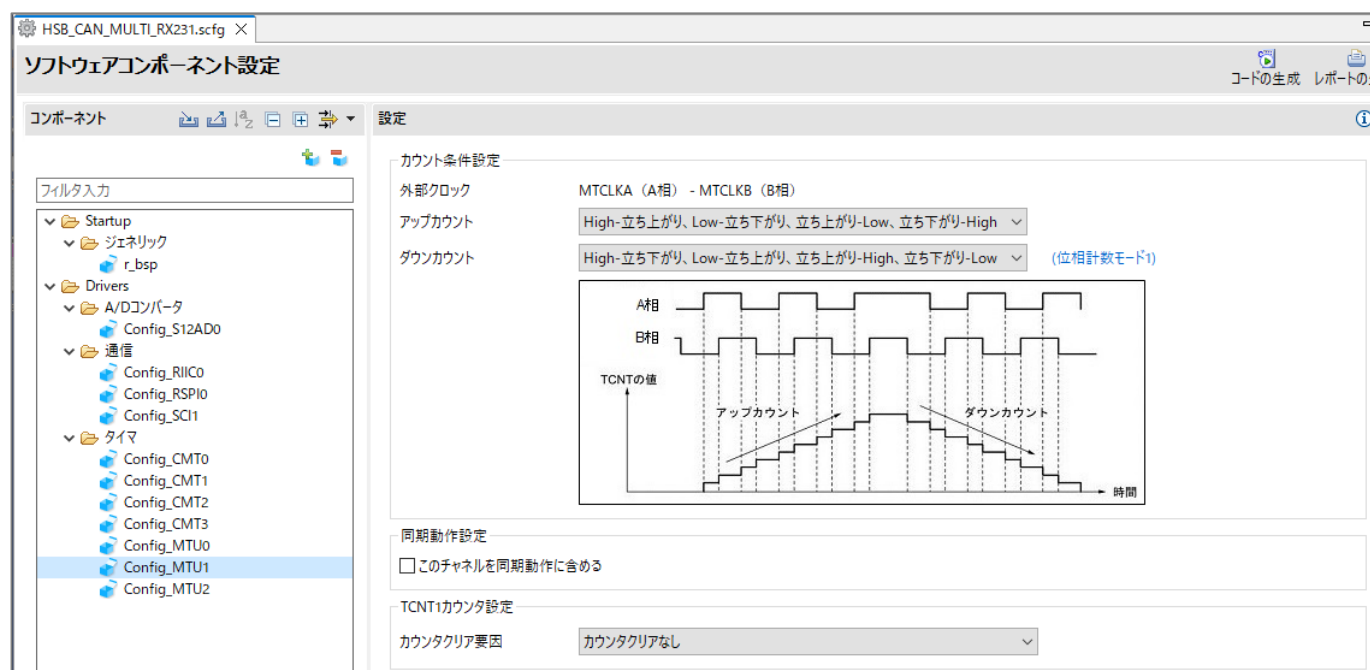 HSB_CAN_MULTI_RX231.scfg
ソフトウェアコンポーネント設定
コードの生成 レポートの
コンポーネント
設定
フィルタ入力
Startup
ジェネリック
r_bsp
Drivers
A/Dコンバータ
Config_S12AD0
通信
Config_RIIC0
Config_RSPI0
Config_SCI1
タイマ
Config_CMT0
Config_CMT1
Config_CMT2
Config_CMT3
Config_MTU0
Config_MTU1
Config_MTU2
カウント条件設定
外部クロック MTCLKA（A相） - MTCLKB（B相）
アップカウント High-立ち上がり、Low-立ち下がり、立ち上がり-Low、立ち下がり-High
ダウンカウント High-立ち下がり、Low-立ち上がり、立ち上がり-High、立ち下がり-Low (位相計数モード1)
A相
B相
TCNTの値
アップカウント ダウンカウント
時間
同期動作設定
このチャネルを同期動作に含める
TCNT1カウンタ設定
カウンタクリア要因 カウンタクリアなし